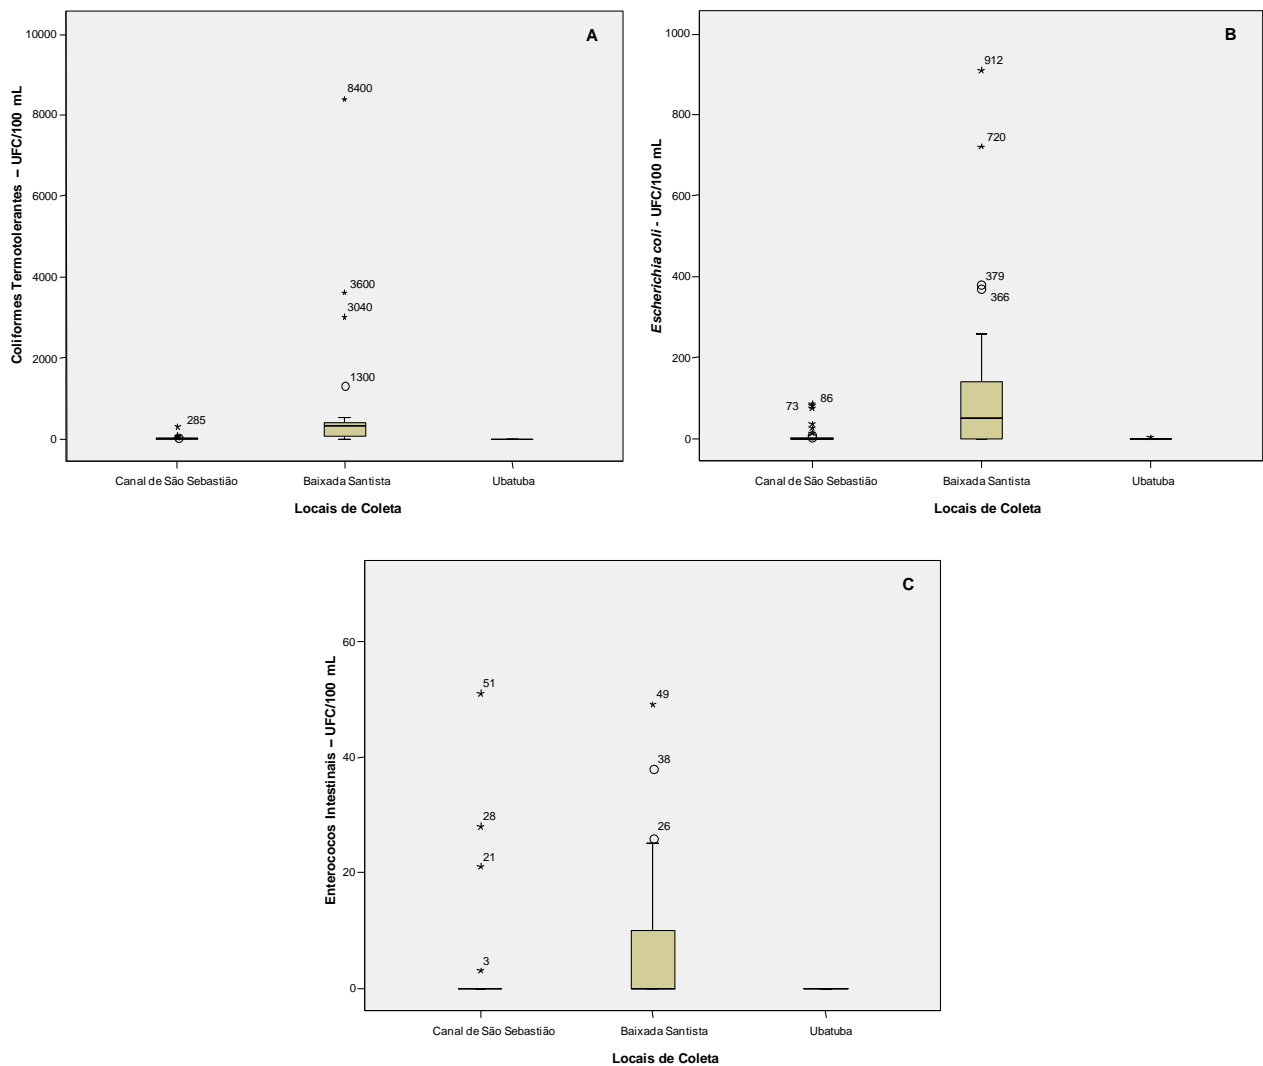 A
Coliformes Termotolerantes – UFC/100 mL
10000
8000
6000
4000
2000
0
8400
3600
3040
1300
285
Canal de São Sebastião
Baixada Santista
Ubatuba
Locais de Coleta
B
Escherichia coli - UFC/100 mL
1000
800
600
400
200
0
912
720
379
366
73
86
Canal de São Sebastião
Baixada Santista
Ubatuba
Locais de Coleta
C
Enterococos Intestinais – UFC/100 mL
60
40
20
0
51
49
38
28
26
21
3
Canal de São Sebastião
Baixada Santista
Ubatuba
Locais de Coleta